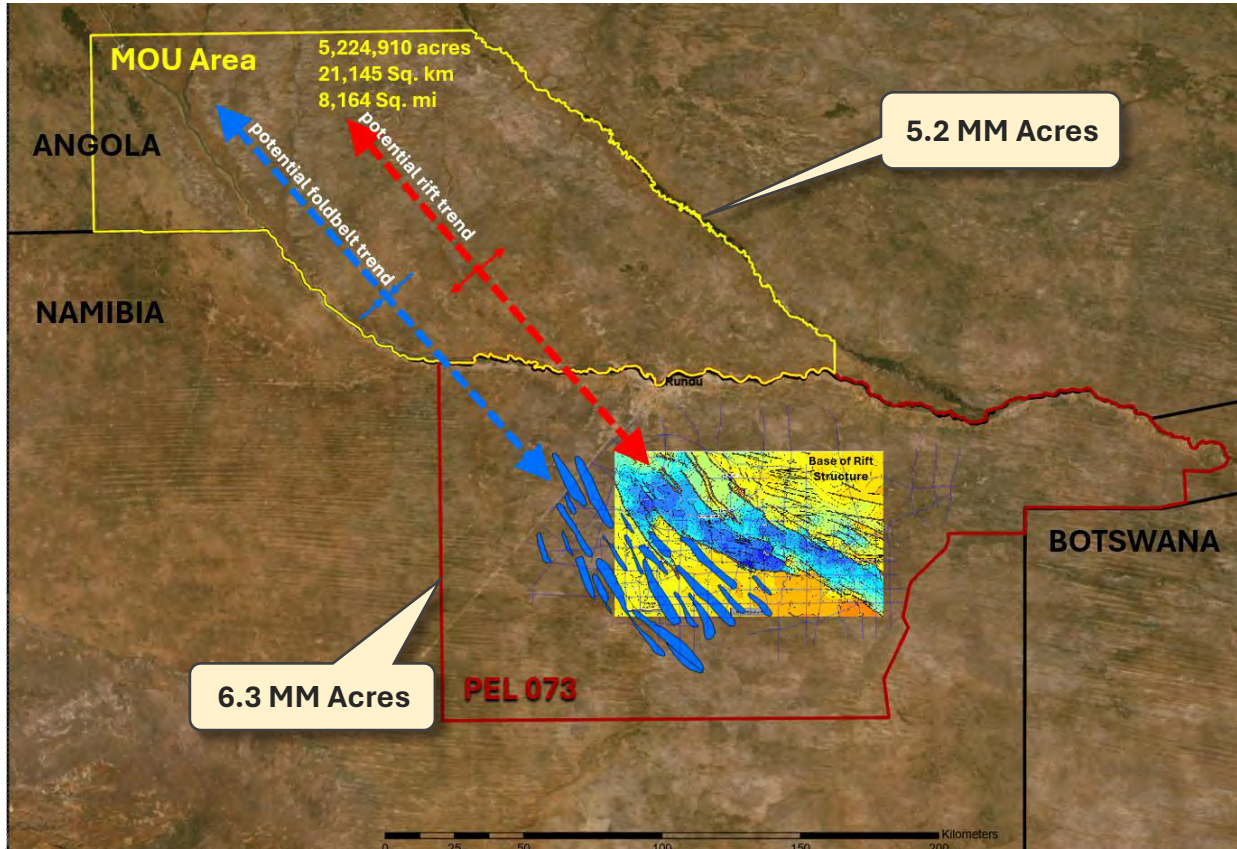 MOU Area
5,224,910 acres
21,145 Sq. km
8,164 Sq. mi
5.2 MM Acres
ANGOLA
potential foldbelt trend
potential rift trend
NAMIBIA
Rundu
Base of Rift
Structure
BOTSWANA
6.3 MM Acres
PEL 073
Kilometers
0 25 50 100 150 200